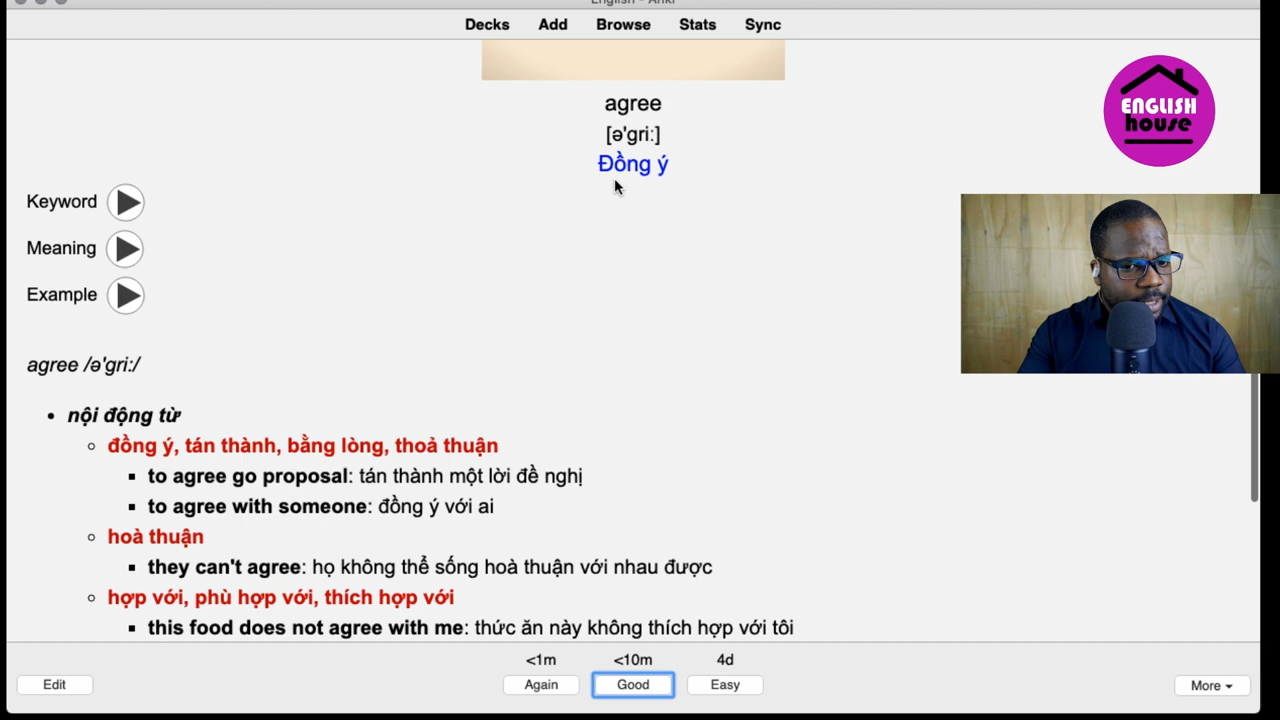 English - Anki
Decks Add Browse Stats Sync
ENGLISH
house
agree
[ə'gri:]
Đồng ý
Keyword
Meaning
Example
agree /ə'gri:/
• nội động từ
đồng ý, tán thành, bằng lòng, thoả thuận
to agree go proposal: tán thành một lời đề nghị
to agree with someone: đồng ý với ai
hoà thuận
they can't agree: họ không thể sống hoà thuận với nhau được
hợp với, phù hợp với, thích hợp với
this food does not agree with me: thức ăn này không thích hợp với tôi
<1m <10m 4d
Edit Again Good Easy More